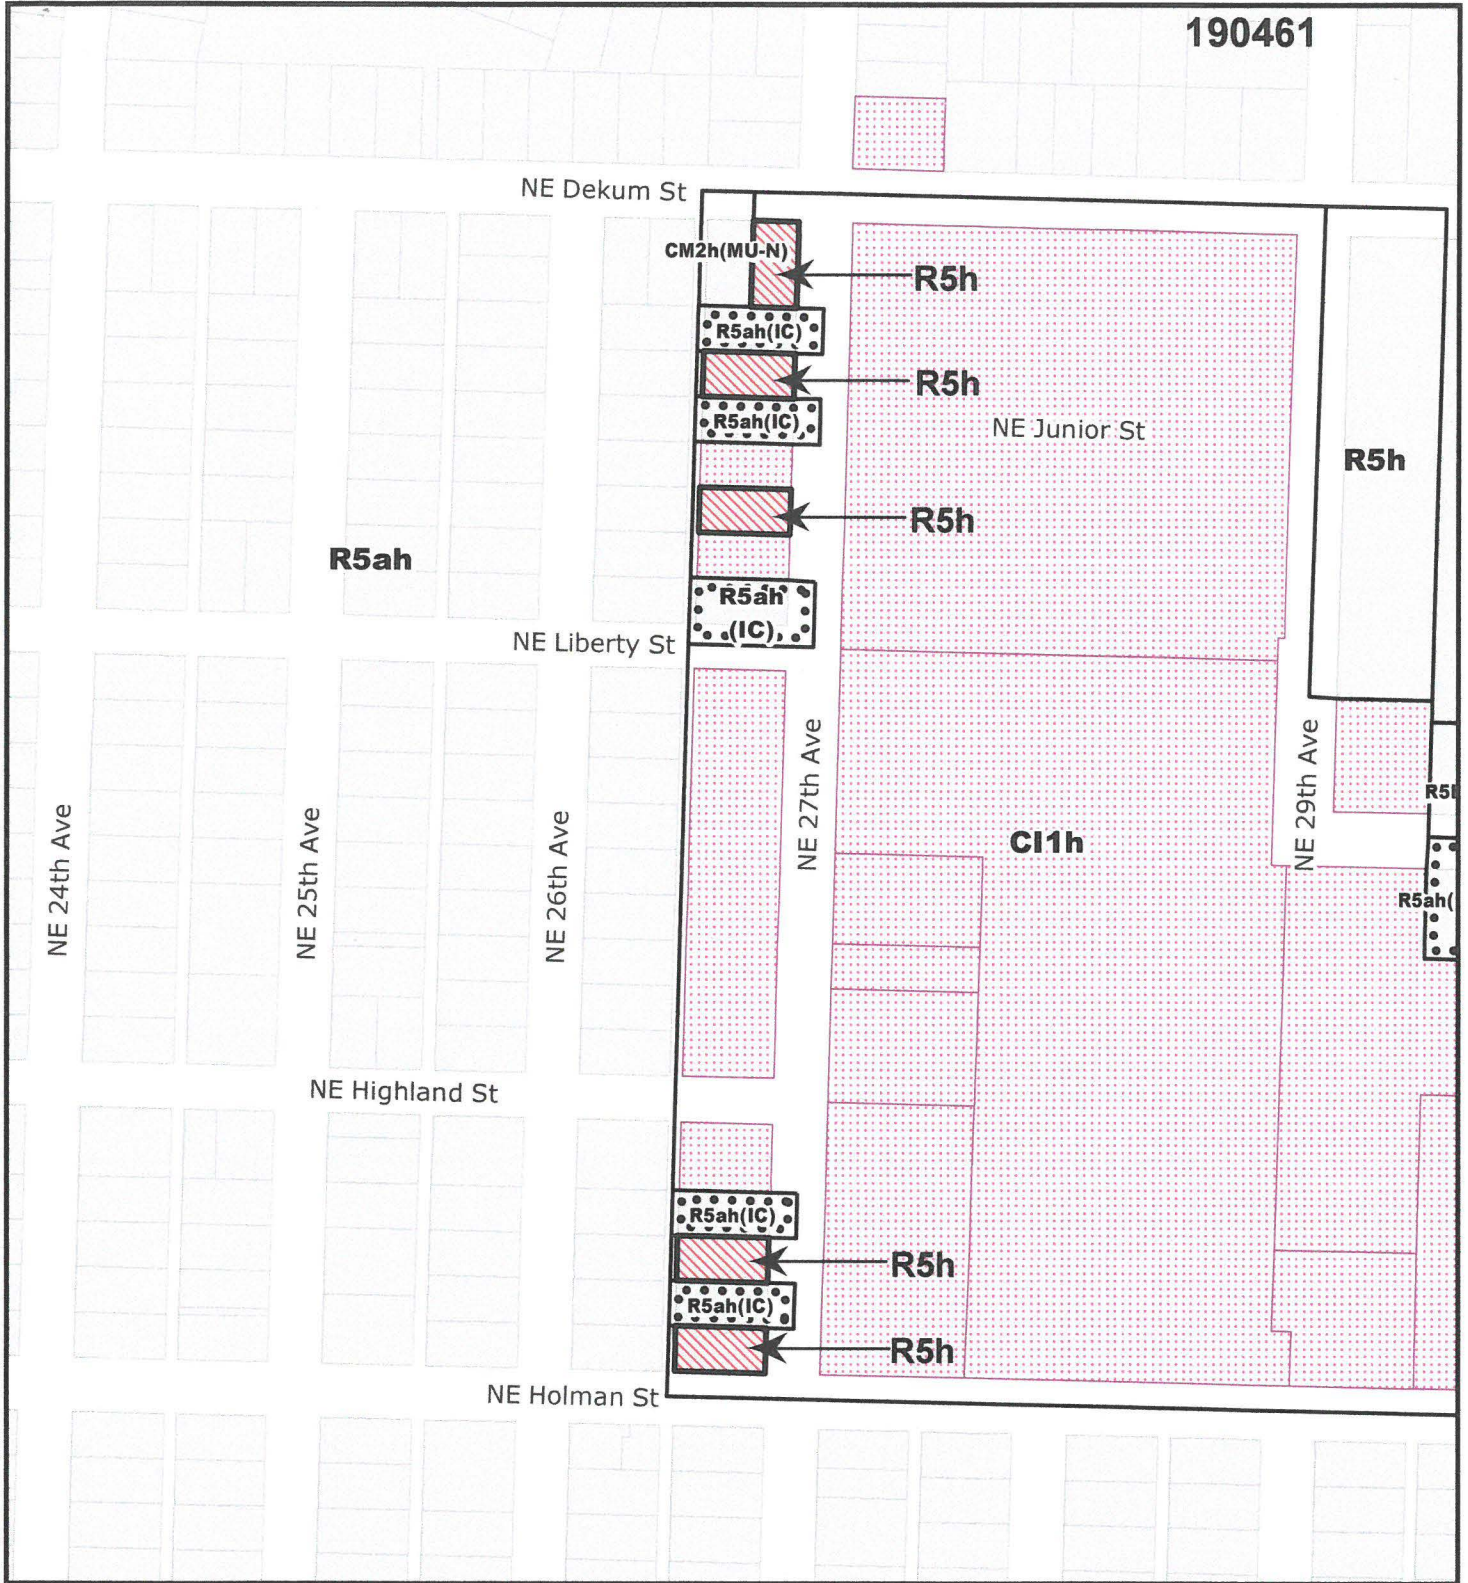 190461
NE Dekum St
CM2h(MU-N)
R5h
R5ah(IC)
R5h
R5ah(IC)
NE Junior St
R5h
R5h
R5ah
R5ah
(IC)
NE Liberty St
NE 24th Ave
NE 25th Ave
NE 26th Ave
NE 27th Ave
NE 29th Ave
CI1h
R5ah(
NE Highland St
R5ah(IC)
R5h
R5ah(IC)
R5h
NE Holman St